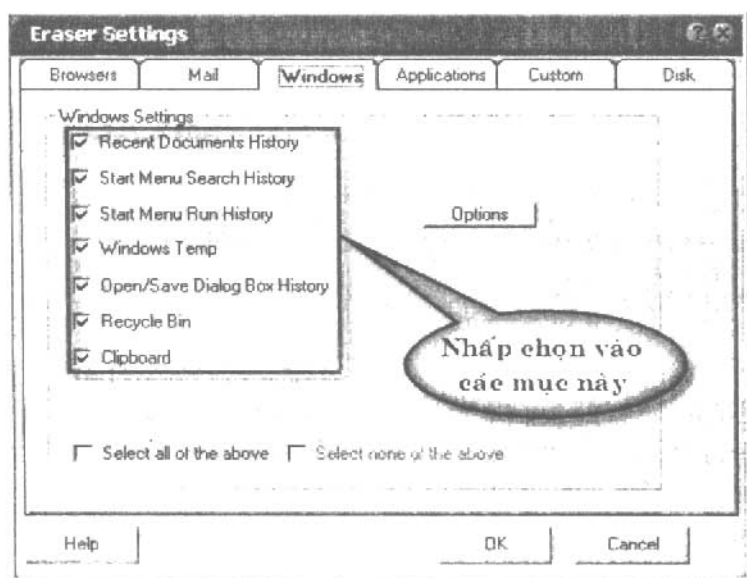 Eraser Settings
Browsers Mail Windows Applications Custom Disk
Windows Settings
Recent Documents History
Start Menu Search History
Start Menu Run History
Options
Windows Temp
Open/Save Dialog Box History
Recycle Bin
Clipboard
Nhấp chọn vào
các mục này
Select all of the above Select none of the above
Help OK Cancel